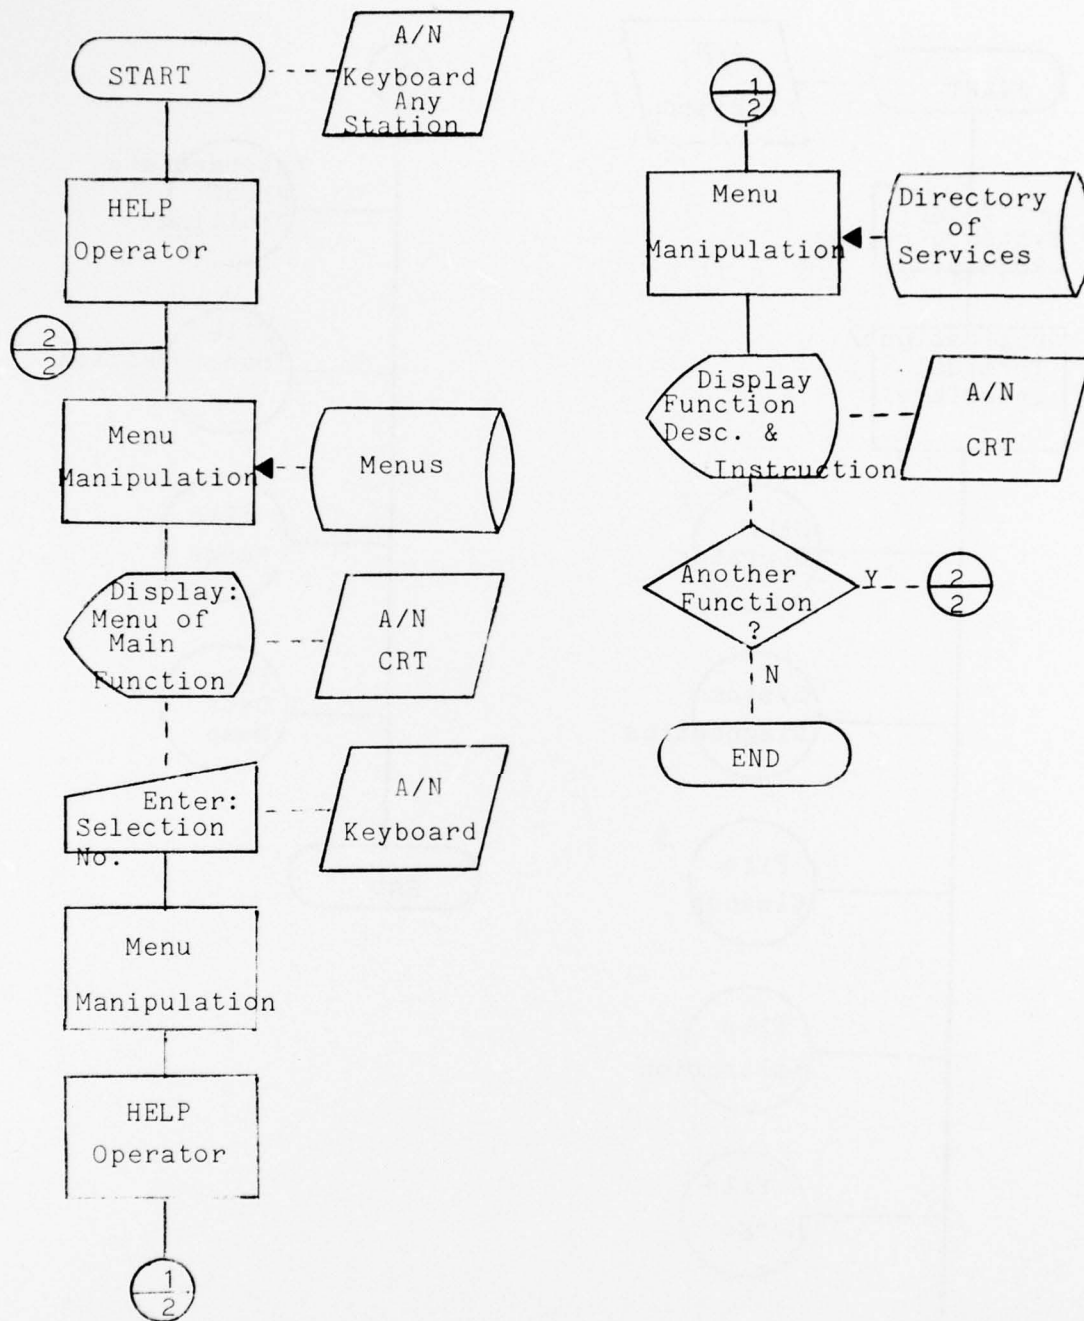 START
A/N
Keyboard
Any
Station
HELP
Operator
2
2
Menu
Manipulation
Menus
Display:
Menu of
Main
Function
A/N
CRT
Enter:
Selection
No.
A/N
Keyboard
Menu
Manipulation
HELP
Operator
1
2
1
2
Menu
Manipulation
Directory
of
Services
Display
Function
Desc. &
Instruction
A/N
CRT
Another
Function
?
Y
2
2
N
END